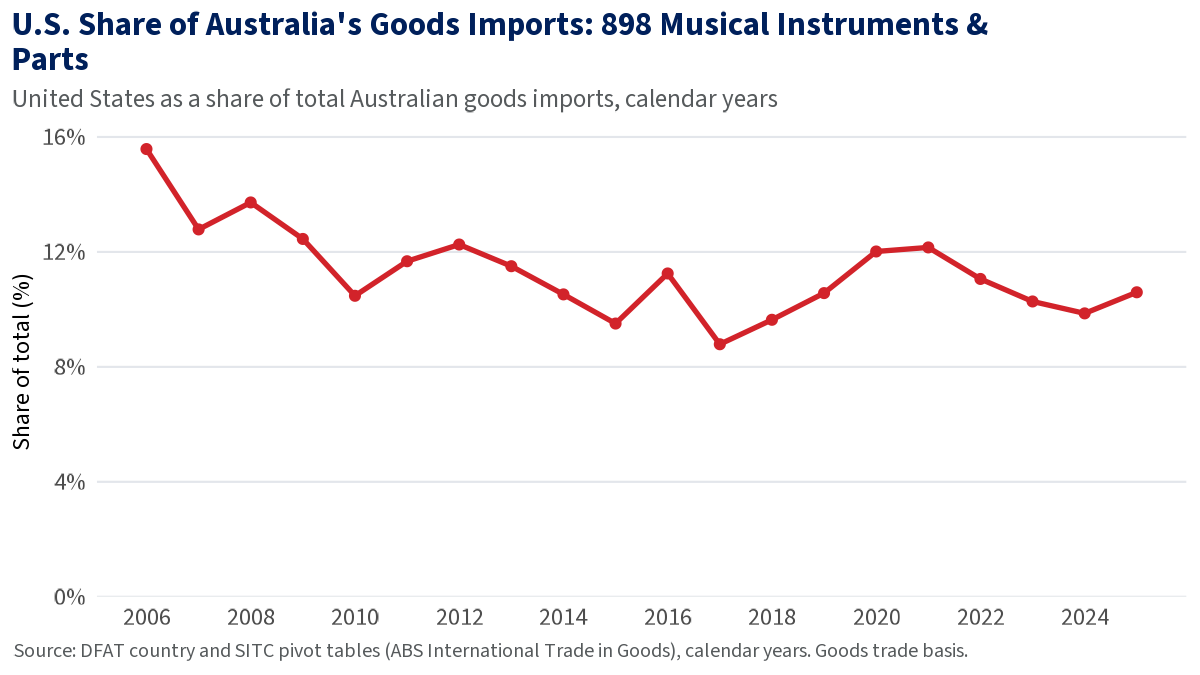 U.S. Share of Australia's Goods Imports: 898 Musical Instruments &
Parts
United States as a share of total Australian goods imports, calendar years
Share of total (%)
16%
12%
8%
4%
0%
2006 2008 2010 2012 2014 2016 2018 2020 2022 2024
Source: DFAT country and SITC pivot tables (ABS International Trade in Goods), calendar years. Goods trade basis.